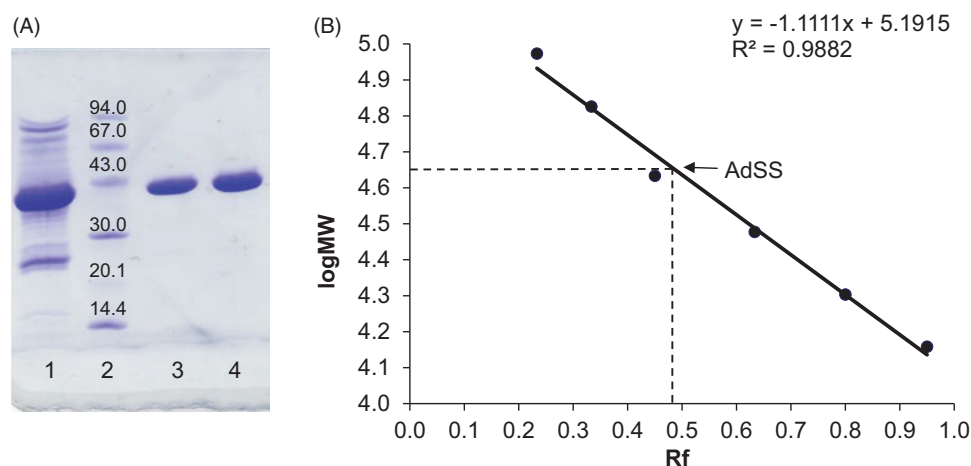 (A)
94.0
67.0
43.0
30.0
20.1
14.4
1 2 3 4
(B)
y = -1.1111x + 5.1915
R² = 0.9882
5.0
4.9
4.8
4.7
4.6
4.5
4.4
4.3
4.2
4.1
4.0
logMW
AdSS
0.0 0.1 0.2 0.3 0.4 0.5 0.6 0.7 0.8 0.9 1.0
Rf